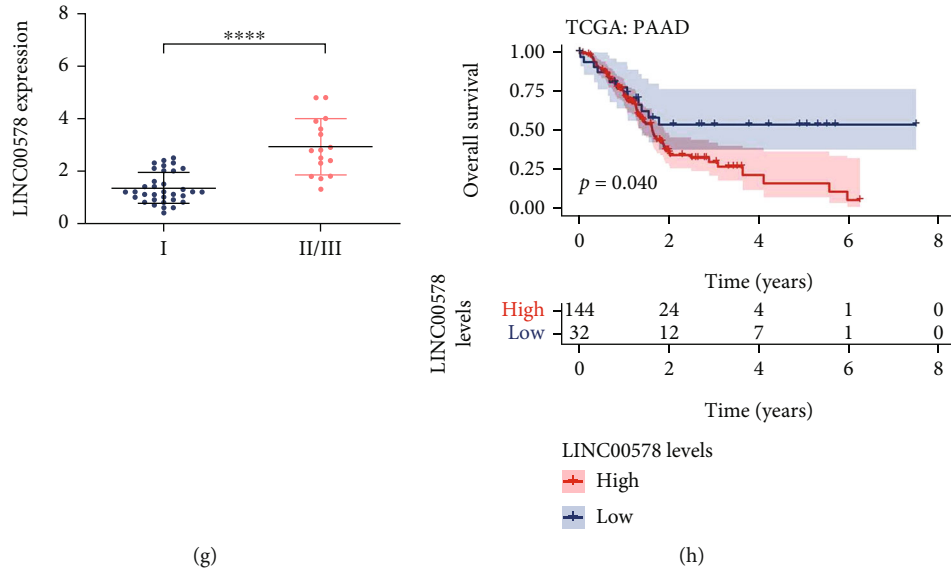 LINC00578 expression
8
6
4
2
0
****
I II/III
(g)
TCGA: PAAD
Overall survival
1.00
0.75
0.50
0.25
0.00
p = 0.040
0 2 4 6 8
Time (years)
LINC00578
levels
High 144 24 4 1 0
Low 32 12 7 1 0
0 2 4 6 8
Time (years)
LINC00578 levels
High
Low
(h)